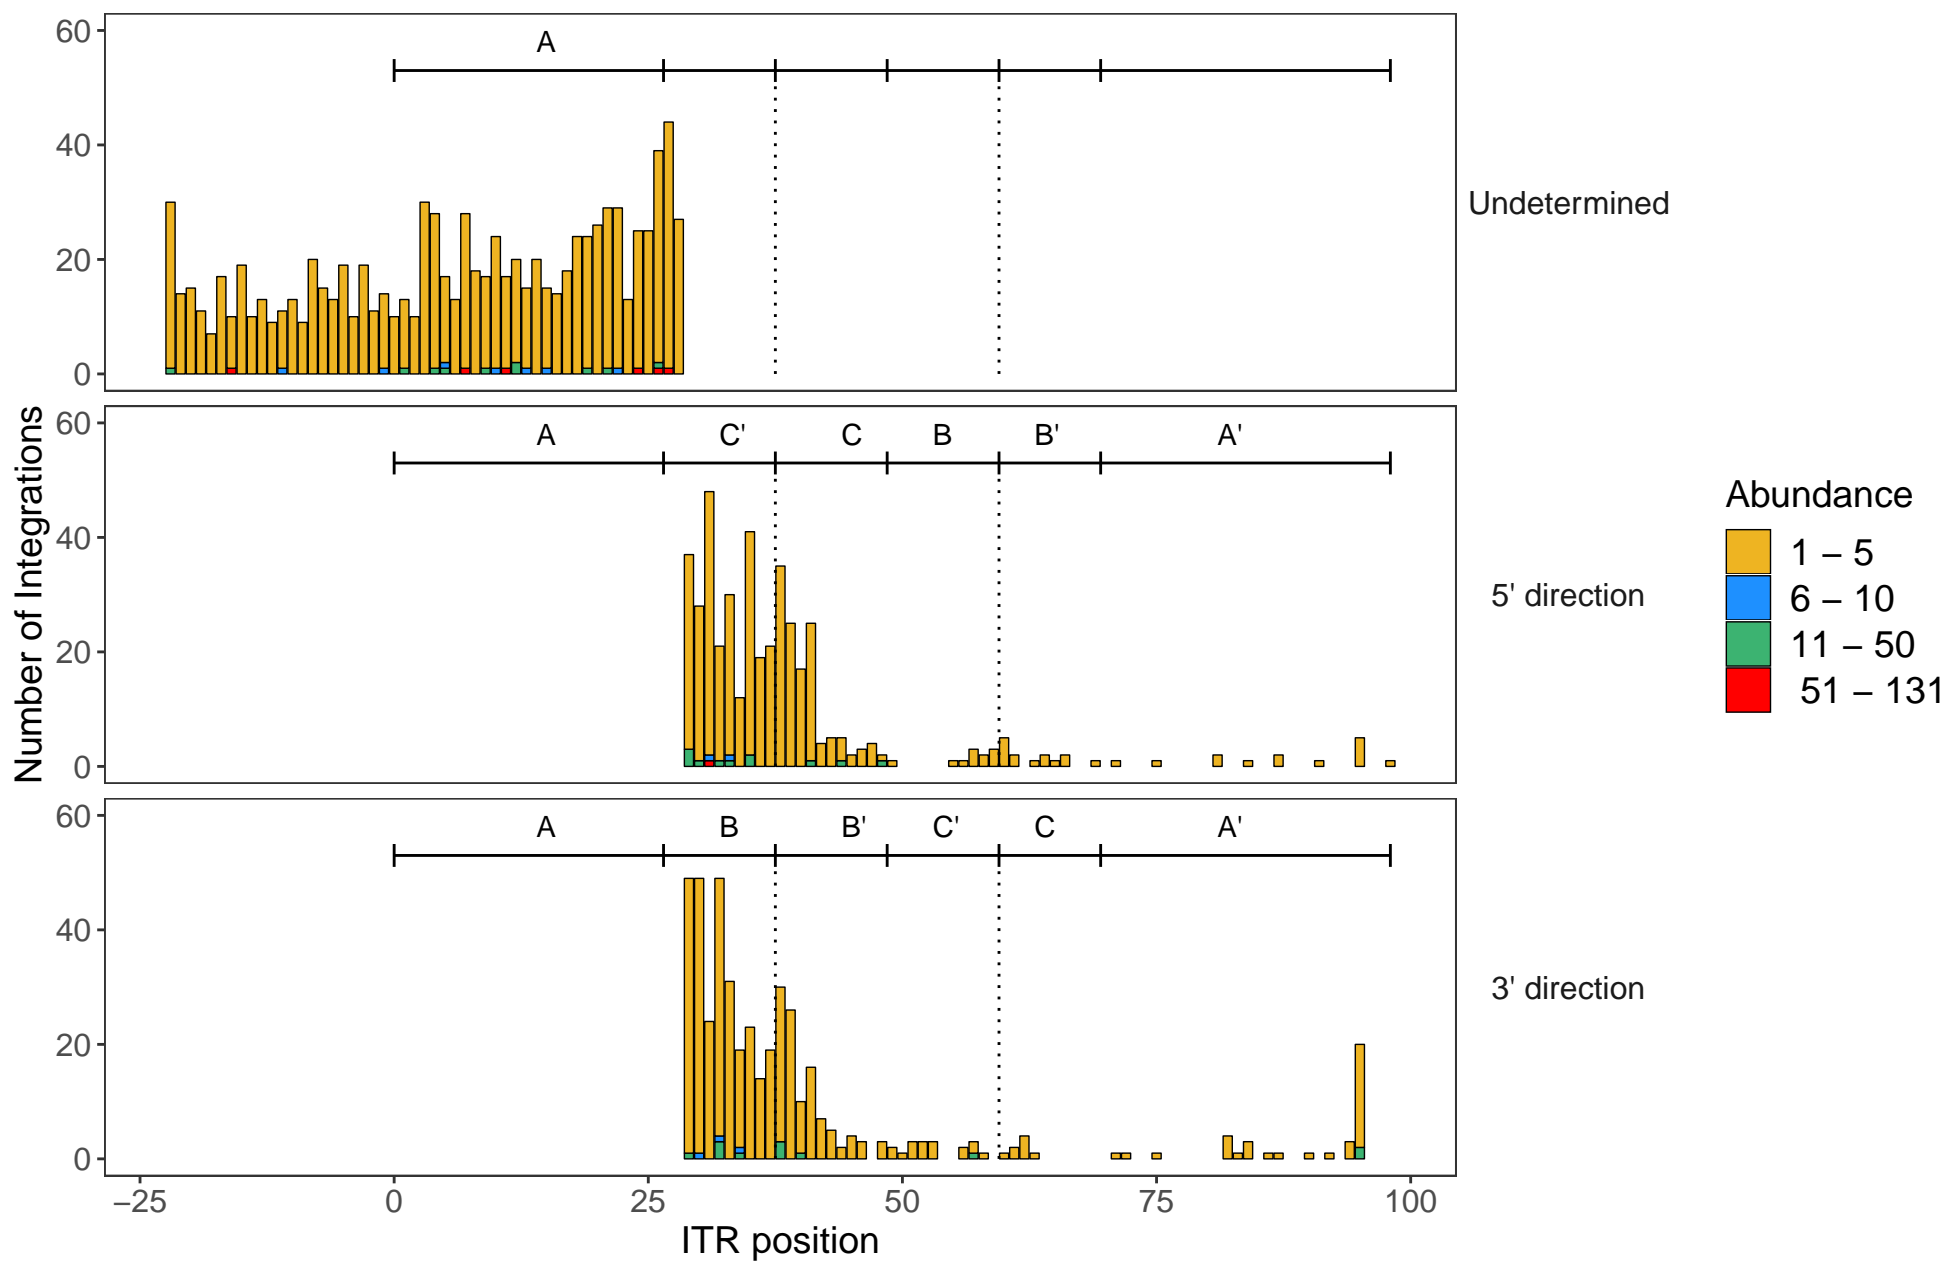 60
A
40
Undetermined
20
0
Number of Integrations
60
A C' C B B' A'
40
5' direction
20
0
Abundance
1 – 5
6 – 10
11 – 50
51 – 131
60
A B B' C' C A'
40
3' direction
20
0
−25 0 25 50 75 100
ITR position